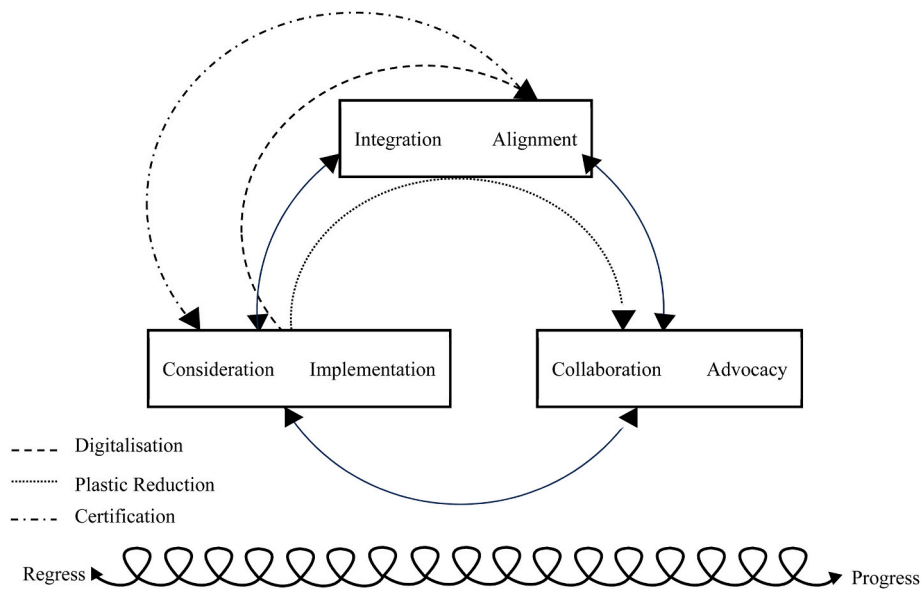 Integration Alignment
Consideration Implementation
Collaboration Advocacy
Digitalisation
Plastic Reduction
Certification
Regress
Progress